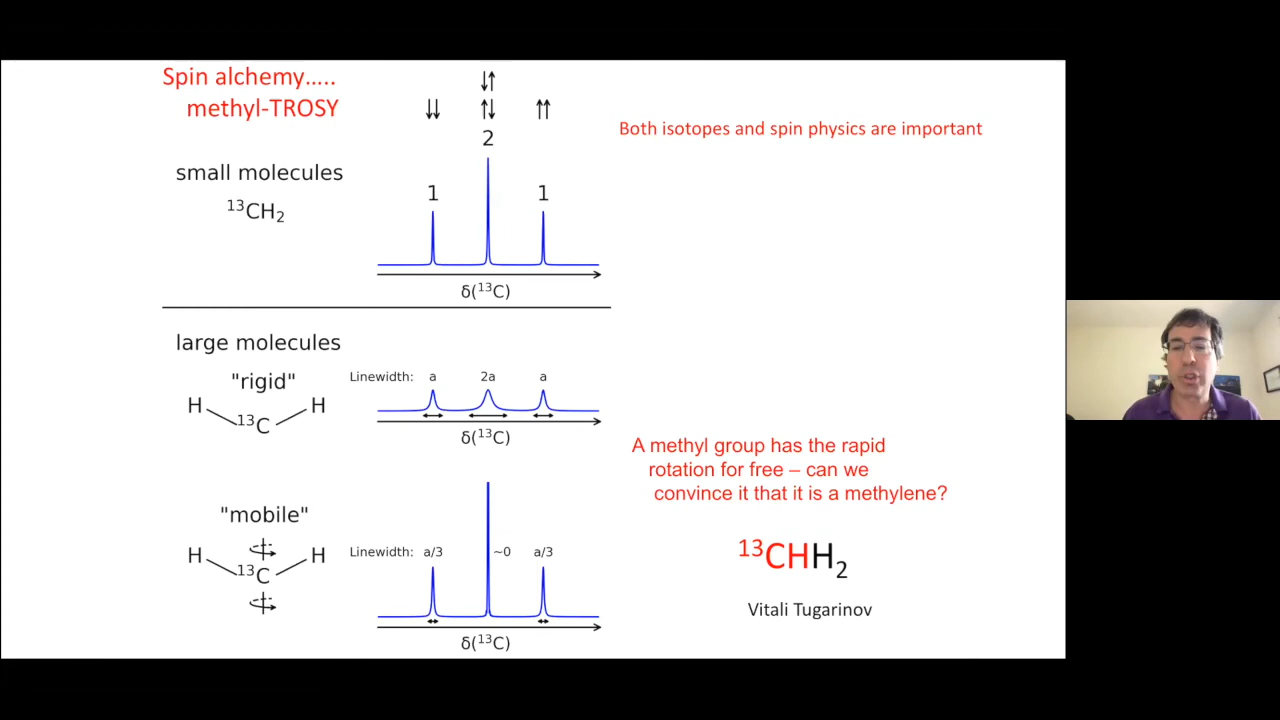 Spin alchemy…..
methyl-TROSY
↓↑
↓↓ ↑↓ ↑↑
Both isotopes and spin physics are important
2
small molecules
1 1
¹³CH₂
δ(¹³C)
large molecules
"rigid"
Linewidth: a 2a a
H H
¹³C
δ(¹³C)
A methyl group has the rapid
rotation for free – can we
convince it that it is a methylene?
"mobile"
Linewidth: a/3 ~0 a/3
H H
¹³C
¹³CHH₂
Vitali Tugarinov
δ(¹³C)